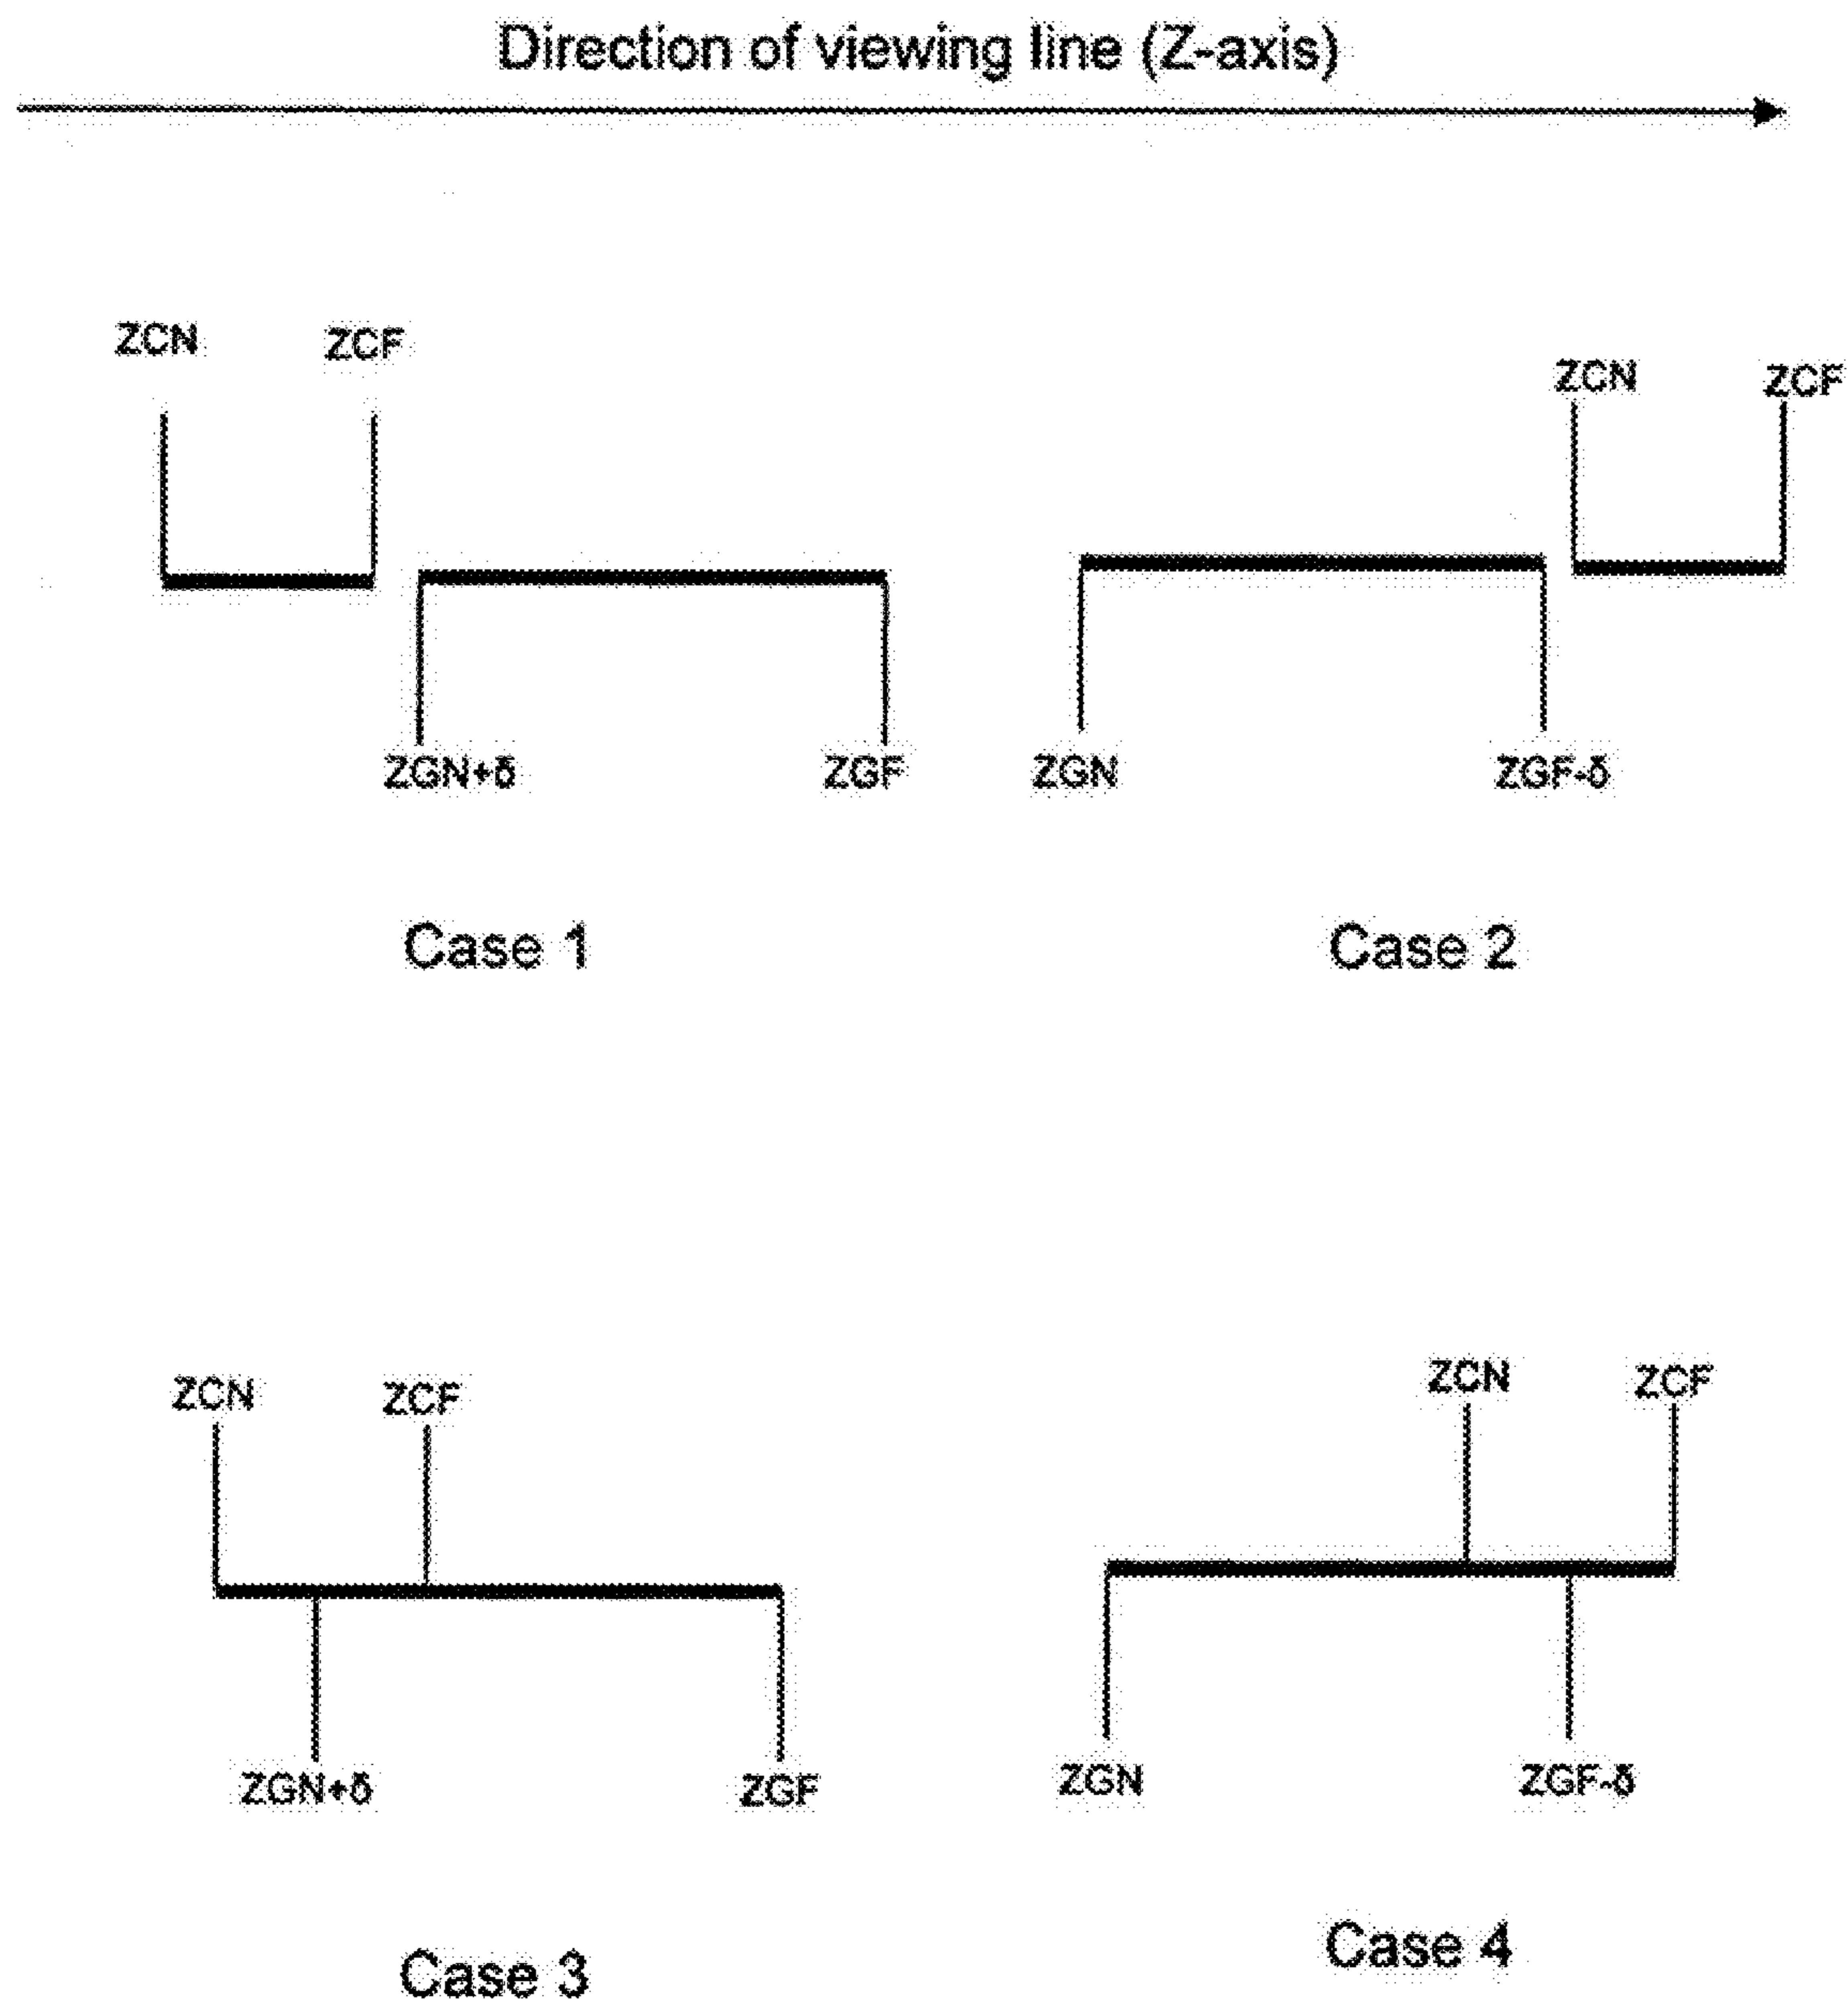 Direction of viewing line (Z-axis)
ZCN ZCF
ZCN ZCF
ZGN+δ ZGF
ZGN ZGF-δ
Case 1
Case 2
ZCN ZCF
ZCN ZCF
ZGN+δ ZGF
ZGN ZGF-δ
Case 3
Case 4